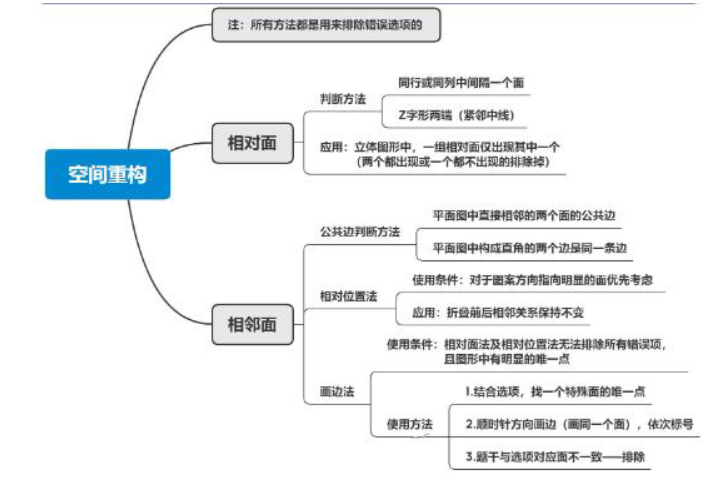 注：所有方法都是用来排除错误选项的
同行或同列中间隔一个面
判断方法
Z字形两端（紧邻中线）
相对面
应用：立体图形中，一组相对面仅出现其中一个
（两个都出现或一个都不出现的排除掉）
空间重构
平面图中直接相邻的两个面的公共边
公共边判断方法
平面图中构成直角的两个边是同一条边
使用条件：对于图案方向指向明显的面优先考虑
相对位置法
应用：折叠前后相邻关系保持不变
相邻面
使用条件：相对面法及相对位置法无法排除所有错误项，
且图形中有明显的唯一点
画边法
1.结合选项，找一个特殊面的唯一点
使用方法
2.顺时针方向画边（画同一个面），依次标号
3.题干与选项对应面不一致——排除